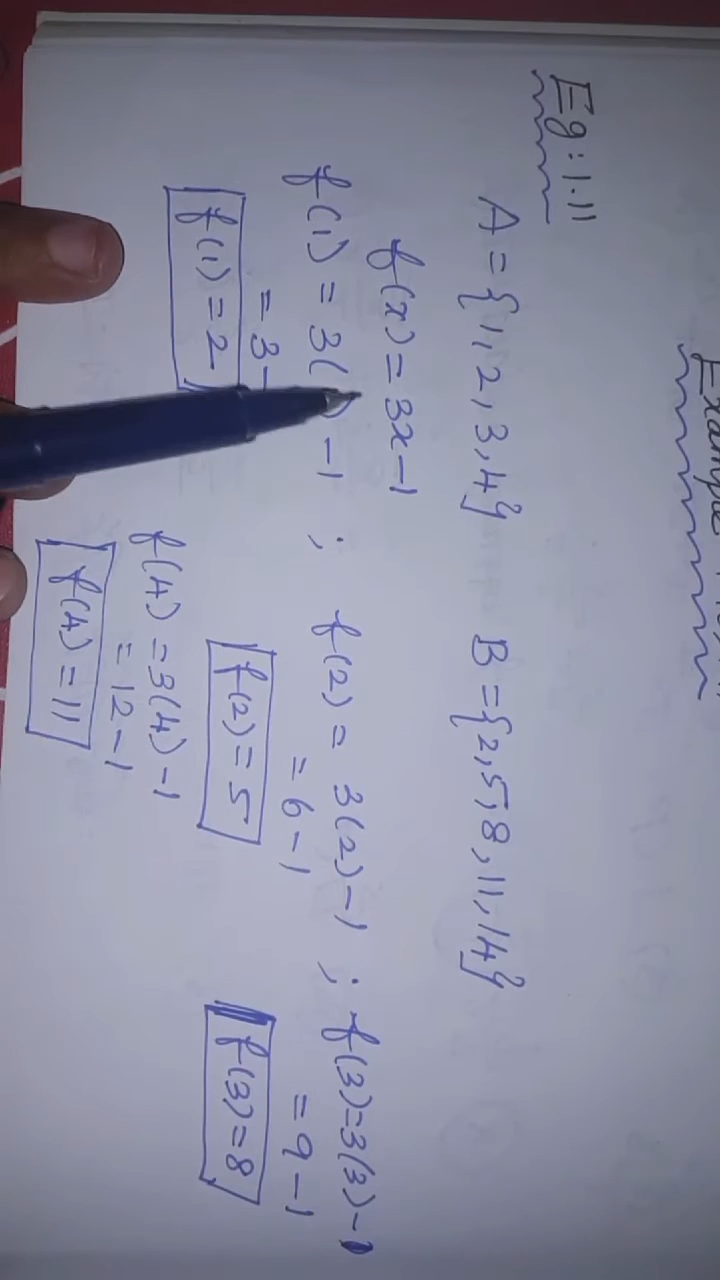 Example
Eg: 1.11
A = {1, 2, 3, 4} B = {2, 5, 8, 11, 14}
f(x) = 3x - 1
f(1) = 3( ) - 1 ; f(2) = 3(2) - 1 ; f(3) = 3(3) - 1
= 3 - = 6 - 1 = 9 - 1
f(1) = 2 f(2) = 5 f(3) = 8
f(4) = 3(4) - 1
= 12 - 1
f(4) = 11